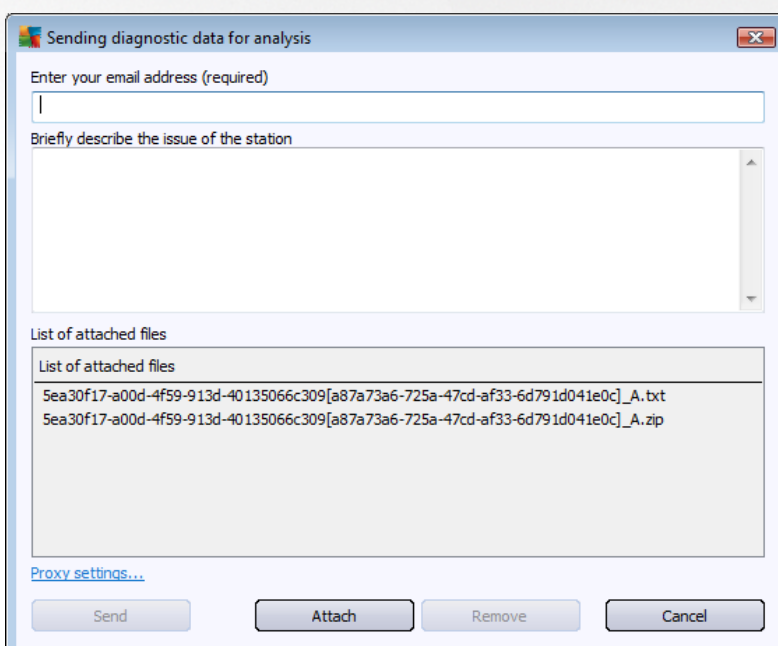 Sending diagnostic data for analysis
Enter your email address (required)
Briefly describe the issue of the station
List of attached files
List of attached files
5ea30f17-a00d-4f59-913d-40135066c309[a87a73a6-725a-47cd-af33-6d791d041e0c]_A.txt
5ea30f17-a00d-4f59-913d-40135066c309[a87a73a6-725a-47cd-af33-6d791d041e0c]_A.zip
Proxy settings...
Send Attach Remove Cancel